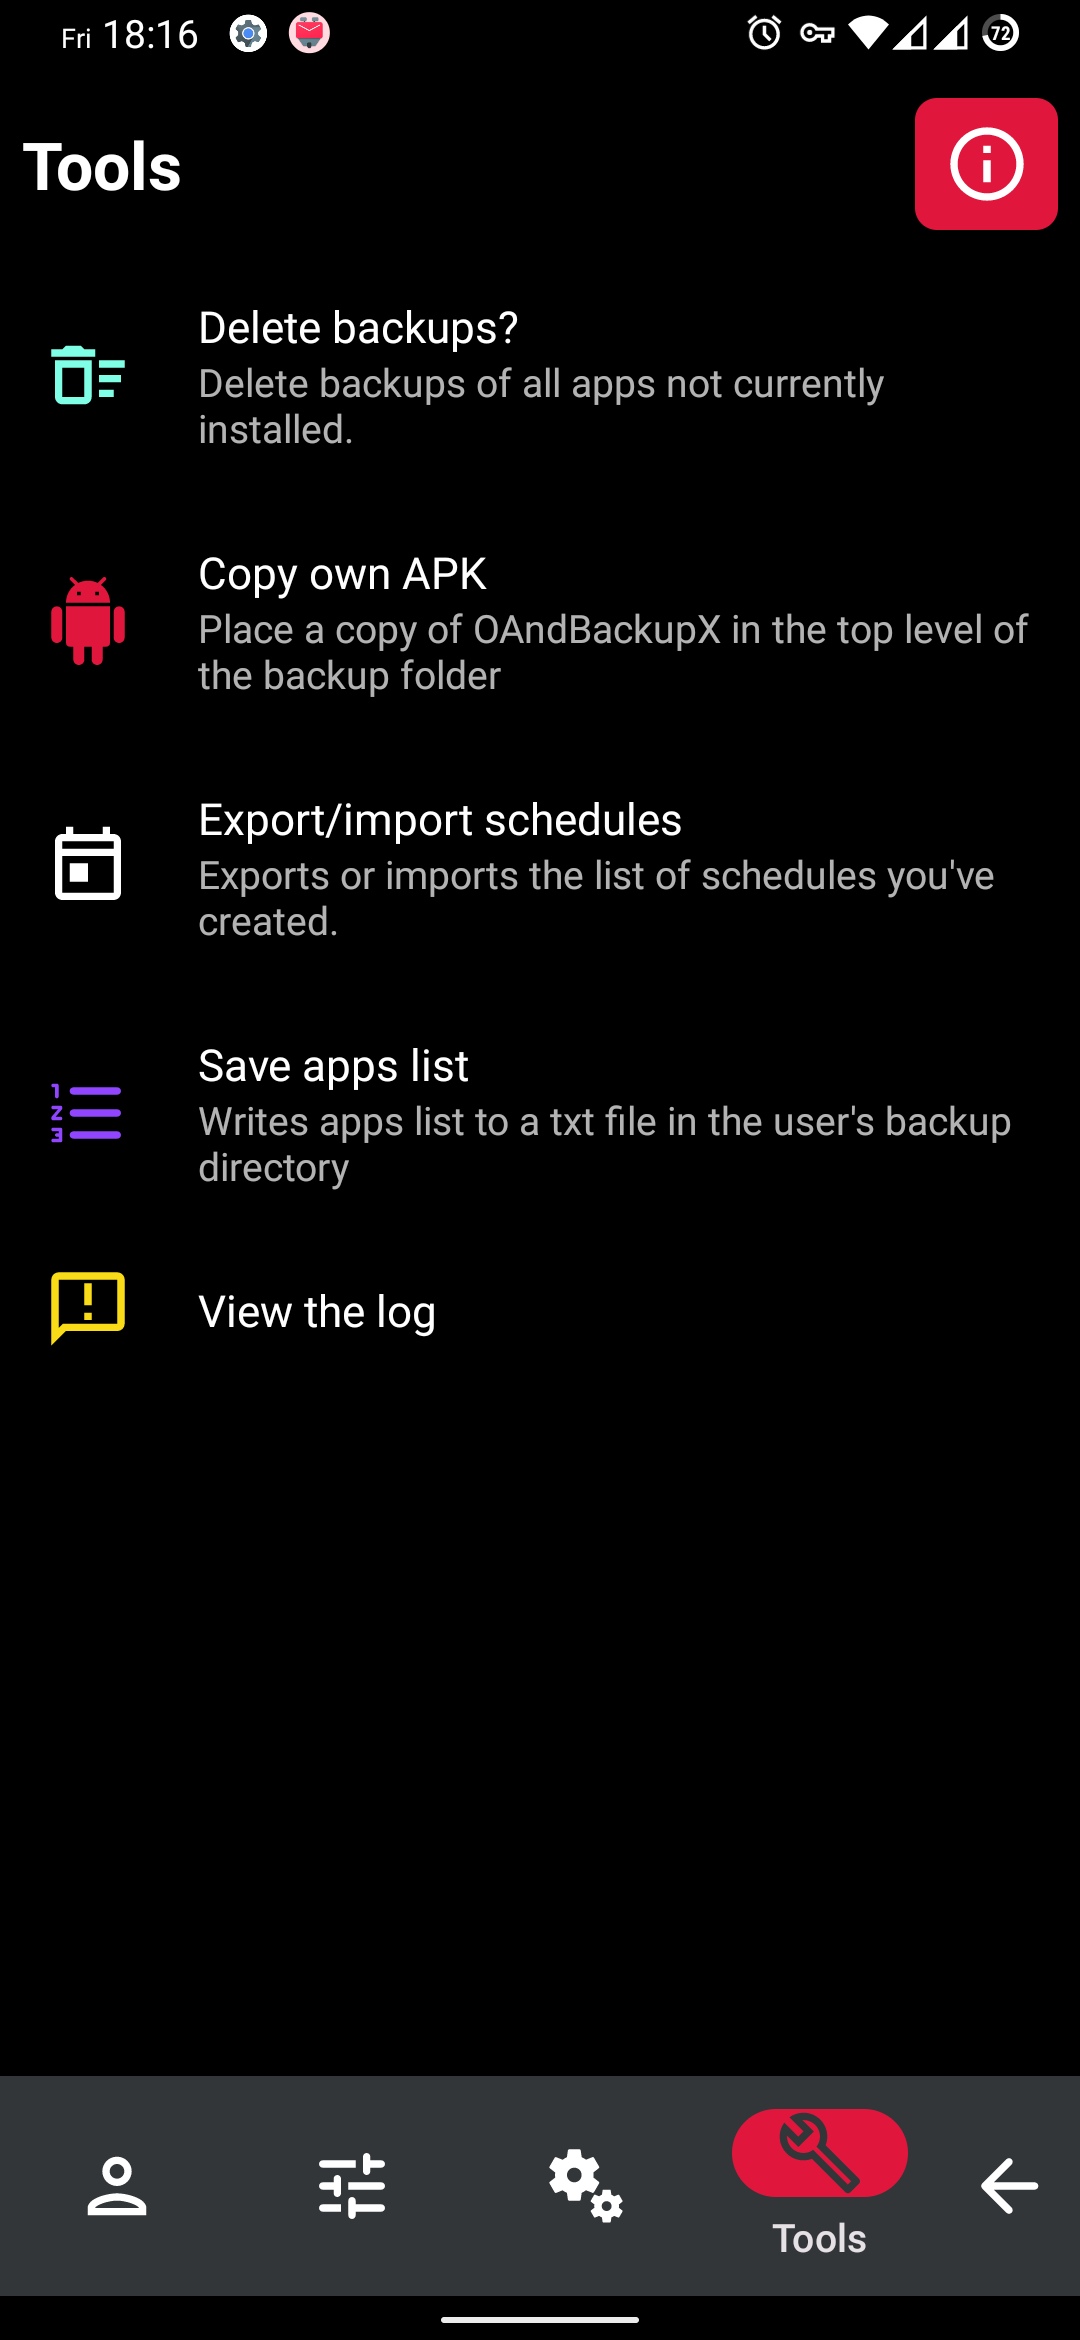 Fri 18:16 72
Tools
Delete backups?
Delete backups of all apps not currently
installed.
Copy own APK
Place a copy of OAndBackupX in the top level of
the backup folder
Export/import schedules
Exports or imports the list of schedules you've
created.
1
2
3
Save apps list
Writes apps list to a txt file in the user's backup
directory
View the log
Tools